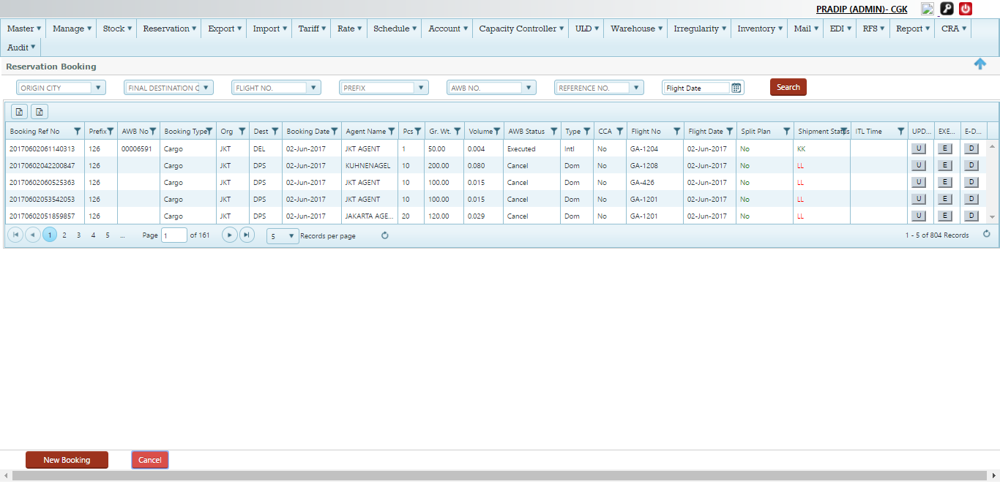 PRADIP (ADMIN)- CGK
Master Manage Stock Reservation Export Import Tariff Rate Schedule Account Capacity Controller ULD Warehouse Irregularity Inventory Mail EDI RFS Report CRA
Audit
Reservation Booking
ORIGIN CITY FINAL DESTINATION C FLIGHT NO. PREFIX AWB NO. REFERENCE NO. Flight Date Search
Booking Ref No Prefix AWB No Booking Type Org Dest Booking Date Agent Name Pcs Gr. Wt. Volume AWB Status Type CCA Flight No Flight Date Split Plan Shipment Status ITL Time UPD... EXE... E-D...
20170602061140313 126 00006591 Cargo JKT DEL 02-Jun-2017 JKT AGENT 1 50.00 0.004 Executed Intl No GA-1204 02-Jun-2017 No KK U E D
20170602042200847 126 Cargo JKT DPS 02-Jun-2017 KUHNENAGEL 10 200.00 0.080 Cancel Dom No GA-1208 02-Jun-2017 No LL U E D
20170602060525363 126 Cargo JKT DPS 02-Jun-2017 JKT AGENT 10 100.00 0.015 Cancel Dom No GA-426 02-Jun-2017 No LL U E D
20170602053542053 126 Cargo JKT DPS 02-Jun-2017 JKT AGENT 10 100.00 0.015 Cancel Dom No GA-1201 02-Jun-2017 No LL U E D
20170602051859857 126 Cargo JKT DPS 02-Jun-2017 JAKARTA AGE... 20 120.00 0.029 Cancel Dom No GA-1201 02-Jun-2017 No LL U E D
1 2 3 4 5 ... Page 1 of 161 5 Records per page 1 - 5 of 804 Records
New Booking Cancel